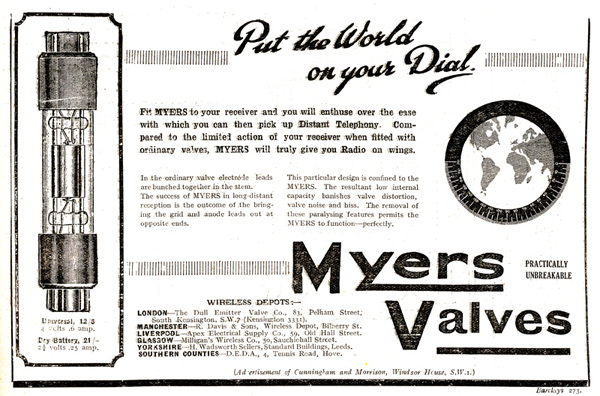 Put the World
on your Dial.
Fit MYERS to your receiver and you will enthuse over the ease
with which you can then pick up Distant Telephony. Com-
pared to the limited action of your receiver when fitted with
ordinary valves, MYERS will truly give you Radio on wings.
In the ordinary valve electrode leads
are bunched together in the stem.
The success of MYERS in long-distant
reception is the outcome of the bring-
ing the grid and anode leads out at
opposite ends.
This particular design is confined to the
MYERS. The resultant low internal
capacity banishes valve distortion,
valve noise and hiss. The removal of
these paralysing features permits the
MYERS to function—perfectly.
Myers
Valves
PRACTICALLY
UNBREAKABLE
Universal, 12/6
4 volts .6 amp.
Dry Battery, 21/-
2½ volts .25 amp.
WIRELESS DEPOTS:—
LONDON—The Dull Emitter Valve Co., 83, Pelham Street,
South Kensington, S.W.7 (Kensington 3331).
MANCHESTER—R. Davis & Sons, Wireless Depot, Bilberry St.
LIVERPOOL—Apex Electrical Supply Co., 59, Old Hall Street.
GLASGOW—Milligan's Wireless Co., 50, Sauchiehall Street.
YORKSHIRE—H. Wadsworth Sellers, Standard Buildings, Leeds.
SOUTHERN COUNTIES—D.E.D.A., 4, Tennis Road, Hove.
(Advertisement of Cunningham and Morrison, Windsor House, S.W.1.)
Barclays 273.